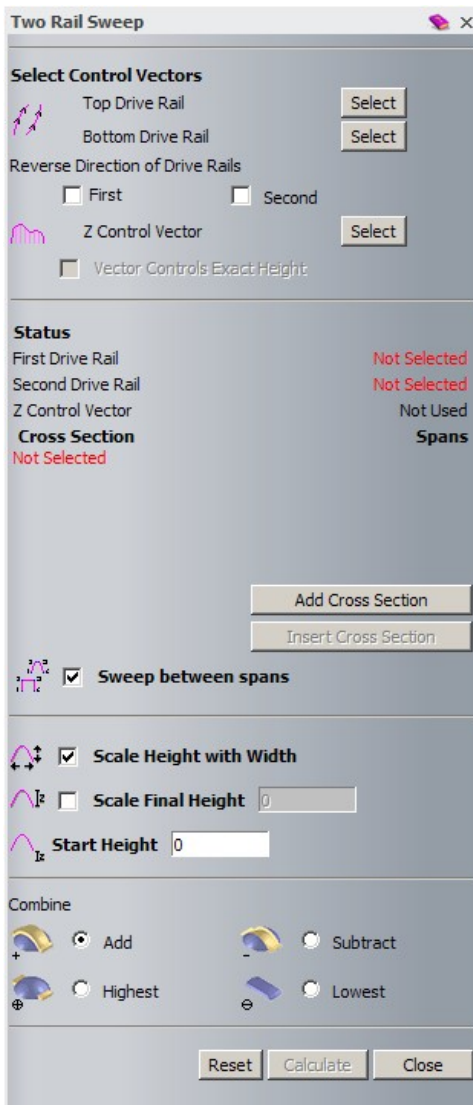 Two Rail Sweep
Select Control Vectors
Top Drive Rail Select
Bottom Drive Rail Select
Reverse Direction of Drive Rails
First Second
Z Control Vector Select
Vector Controls Exact Height
Status
First Drive Rail Not Selected
Second Drive Rail Not Selected
Z Control Vector Not Used
Cross Section Spans
Not Selected
Add Cross Section
Insert Cross Section
Sweep between spans
Scale Height with Width
Scale Final Height 0
Start Height 0
Combine
Add Subtract
Highest Lowest
Reset Calculate Close